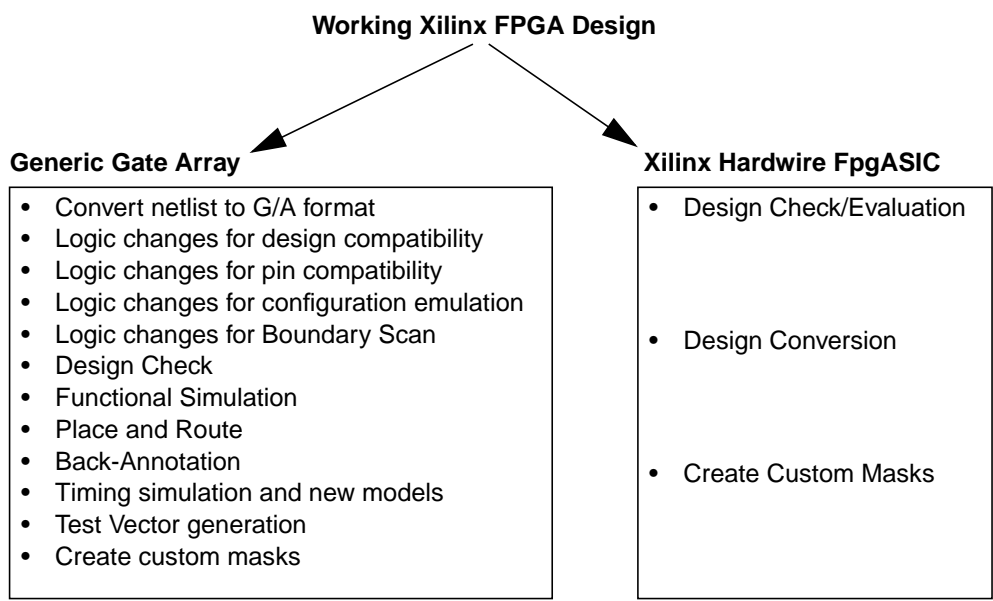 Working Xilinx FPGA Design
Generic Gate Array
• Convert netlist to G/A format
• Logic changes for design compatibility
• Logic changes for pin compatibility
• Logic changes for configuration emulation
• Logic changes for Boundary Scan
• Design Check
• Functional Simulation
• Place and Route
• Back-Annotation
• Timing simulation and new models
• Test Vector generation
• Create custom masks
Xilinx Hardwire FpgASIC
• Design Check/Evaluation
• Design Conversion
• Create Custom Masks